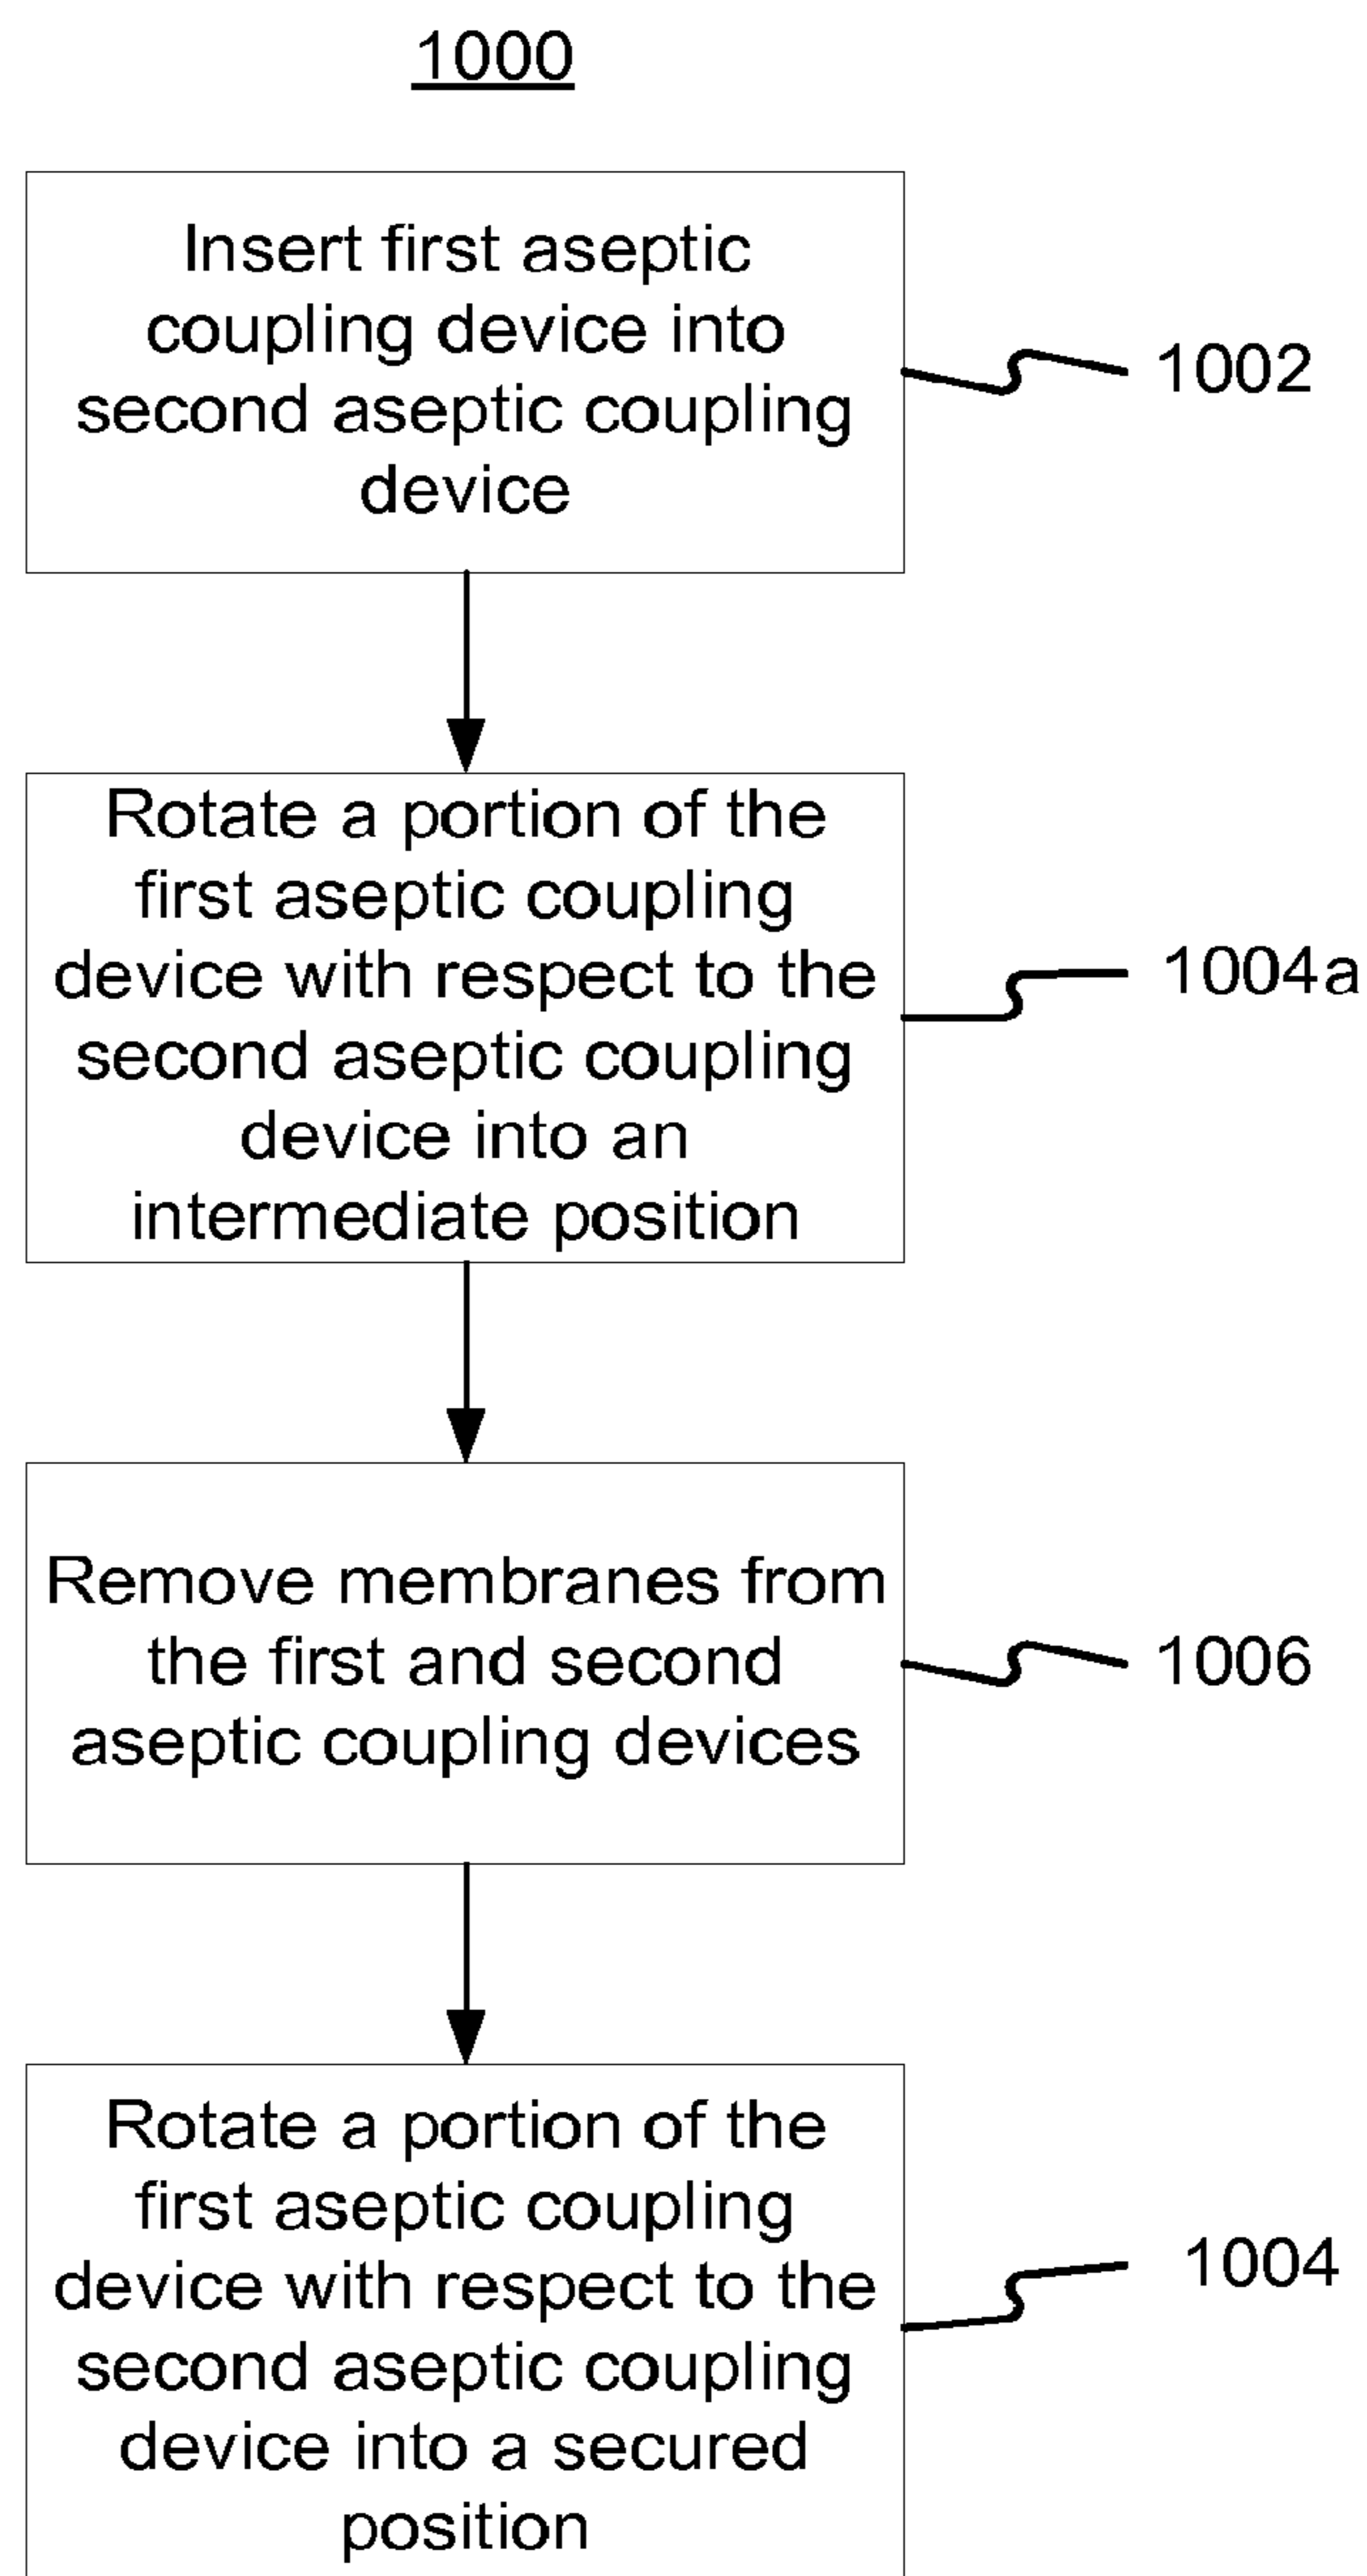 1000
Insert first aseptic
coupling device into
second aseptic coupling
device
1002
Rotate a portion of the
first aseptic coupling
device with respect to the
second aseptic coupling
device into an
intermediate position
1004a
Remove membranes from
the first and second
aseptic coupling devices
1006
Rotate a portion of the
first aseptic coupling
device with respect to the
second aseptic coupling
device into a secured
position
1004